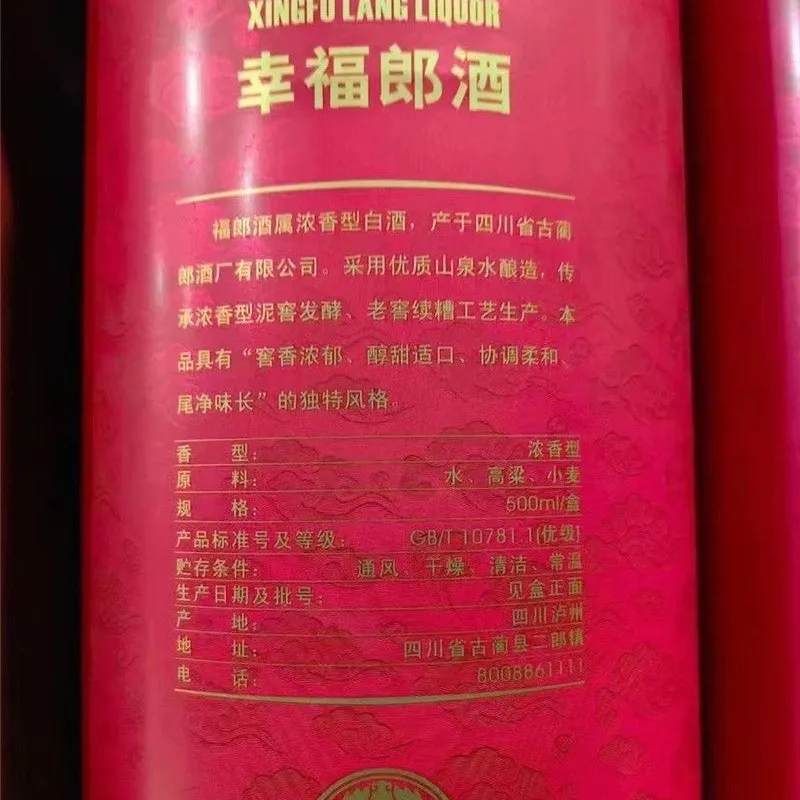 XINGFU LANG LIQUOR
幸福郎酒
福郎酒属浓香型白酒，产于四川省古蔺
郎酒厂有限公司。采用优质山泉水酿造，传
承浓香型泥窖发酵、老窖续糟工艺生产。本
品具有“窖香浓郁、醇甜适口、协调柔和、
尾净味长”的独特风格。
香 型： 浓香型
原 料： 水、高粱、小麦
规 格： 500ml/盒
产品标准号及等级： GB/T 10781.1(优级)
贮存条件： 通风、干燥、清洁、常温
生产日期及批号： 见盒正面
产 地： 四川泸州
地 址： 四川省古蔺县二郎镇
电 话： 8008861111